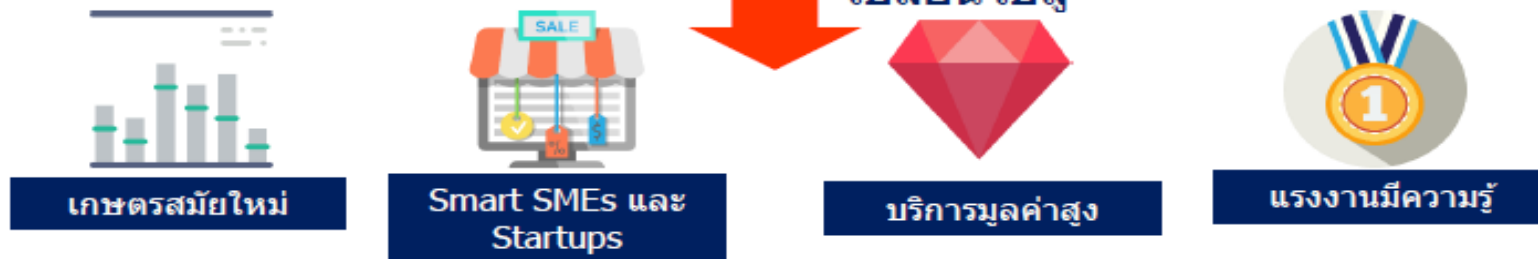 SALE
%
$
1
เกษตรสมัยใหม่
Smart SMEs และ
Startups
บริการมูลค่าสูง
แรงงานมีความรู้